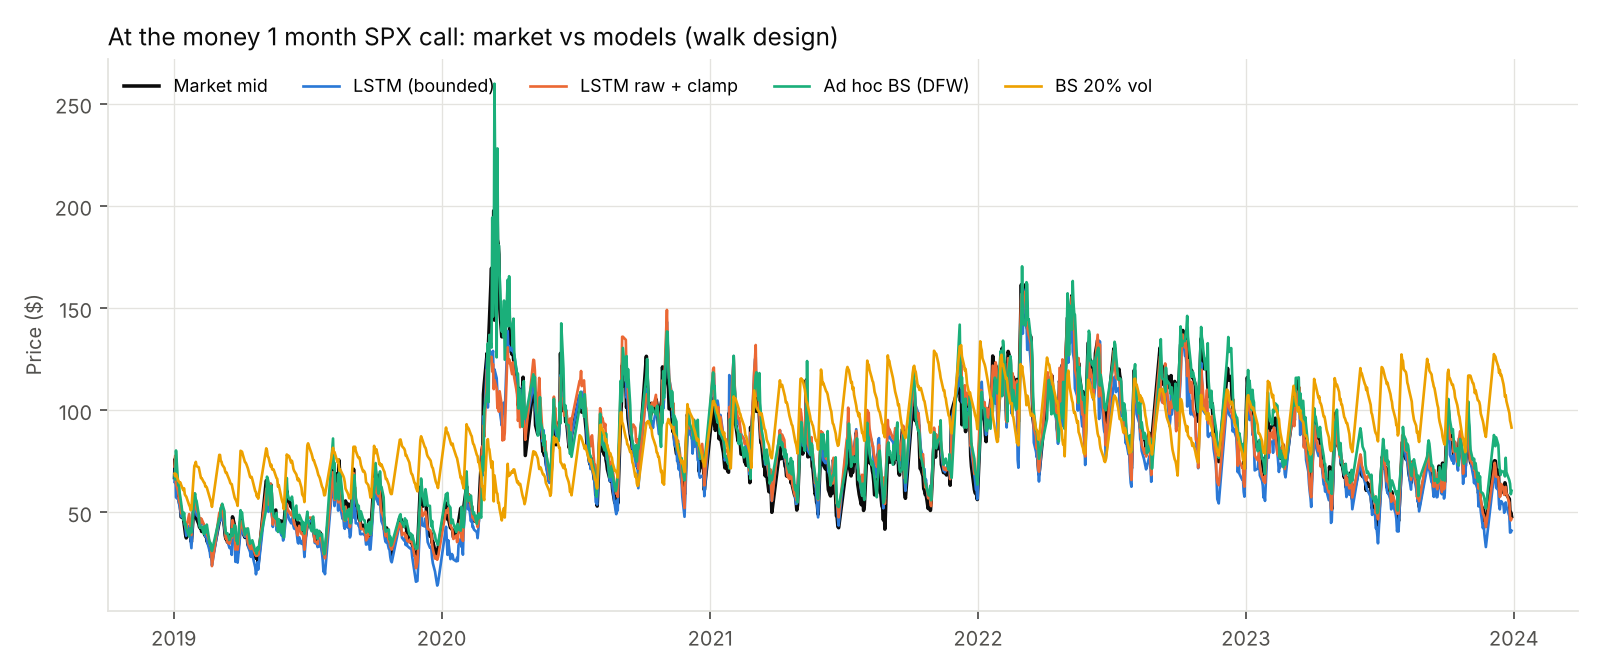 At the money 1 month SPX call: market vs models (walk design)
Market mid LSTM (bounded) LSTM raw + clamp Ad hoc BS (DFW) BS 20% vol
Price ($)
250
200
150
100
50
2019 2020 2021 2022 2023 2024